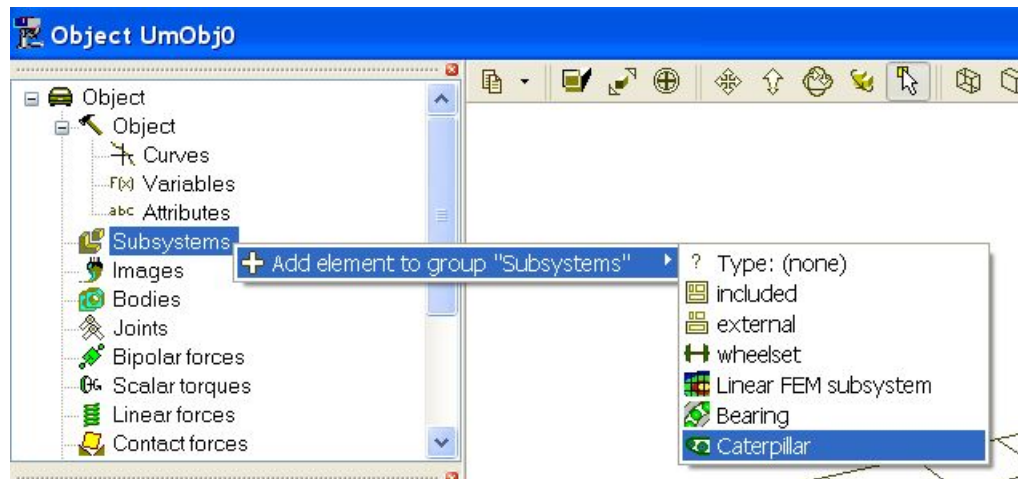 Object UmObj0
Object
Object
Curves
F(x) Variables
abc Attributes
Subsystems
Images
Bodies
Joints
Bipolar forces
Scalar torques
Linear forces
Contact forces
Add element to group "Subsystems"
? Type: (none)
included
external
wheelset
Linear FEM subsystem
Bearing
Caterpillar